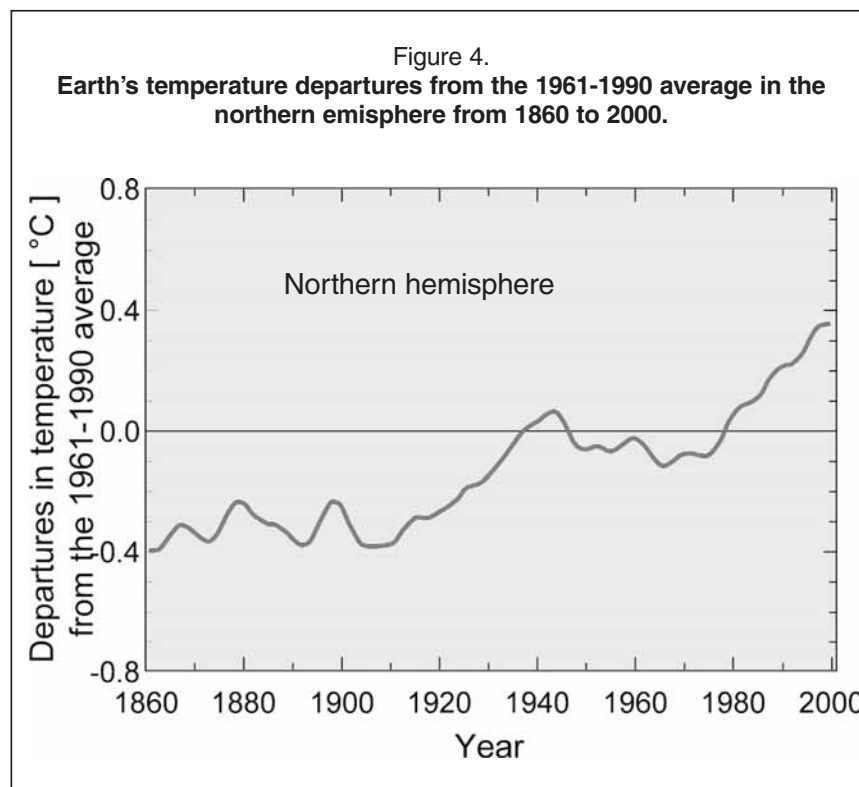 Figure 4.
Earth's temperature departures from the 1961-1990 average in the
northern emisphere from 1860 to 2000.
Departures in temperature [ °C ]
from the 1961-1990 average
0.8
0.4
0.0
-0.4
-0.8
Northern hemisphere
1860 1880 1900 1920 1940 1960 1980 2000
Year